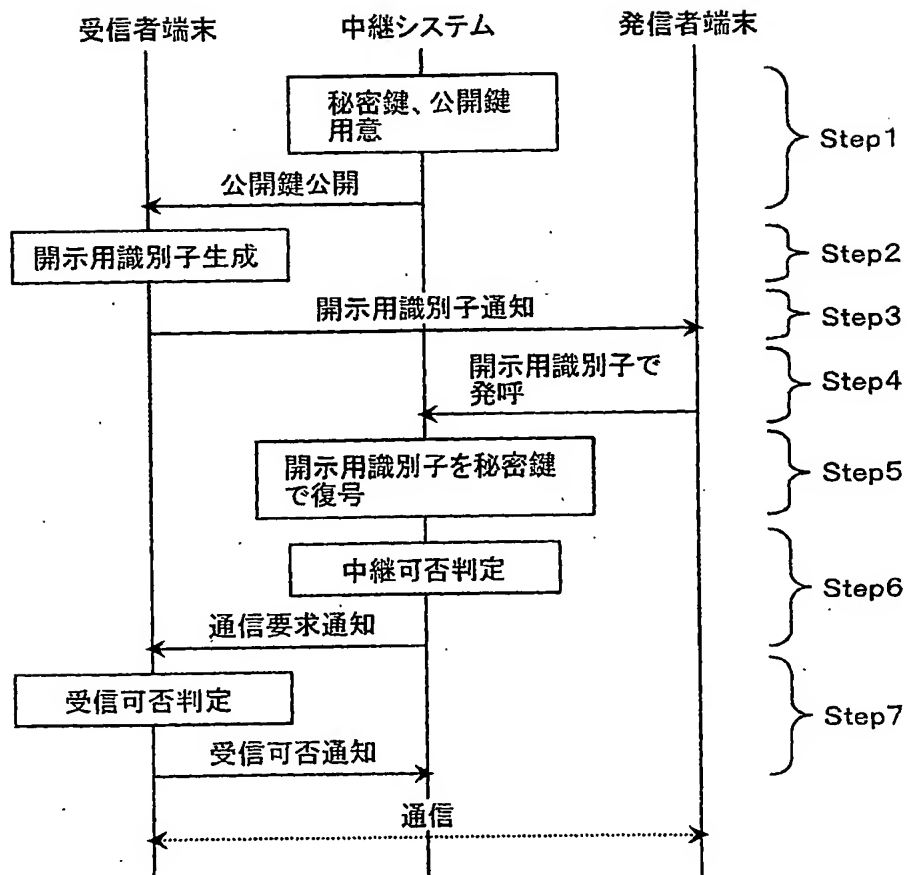 受信者端末
中継システム
発信者端末
秘密鍵、公開鍵
用意
Step1
公開鍵公開
開示用識別子生成
Step2
開示用識別子通知
Step3
開示用識別子で
発呼
Step4
開示用識別子を秘密鍵
で復号
Step5
中継可否判定
Step6
通信要求通知
受信可否判定
Step7
受信可否通知
通信